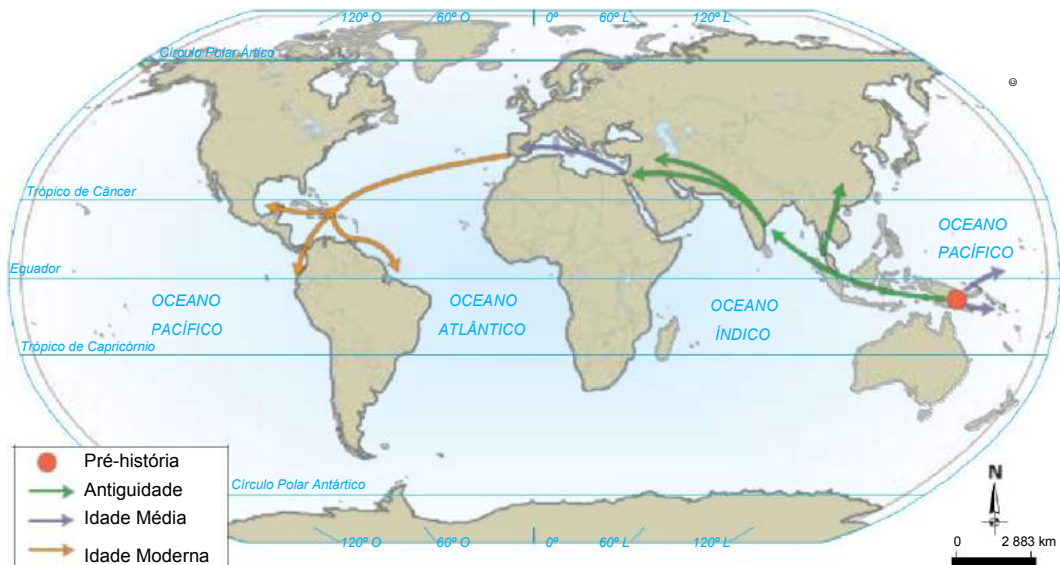 120º O 60º O 0º 60º L 120º L
Círculo Polar Ártico
©
Trópico de Câncer
OCEANO
PACÍFICO
Equador
OCEANO
PACÍFICO
OCEANO
ATLÂNTICO
OCEANO
ÍNDICO
Trópico de Capricórnio
Pré-história
Antiguidade
Idade Média
Idade Moderna
Círculo Polar Antártico
120º O 60º O 0º 60º L 120º L
N
0 2 883 km